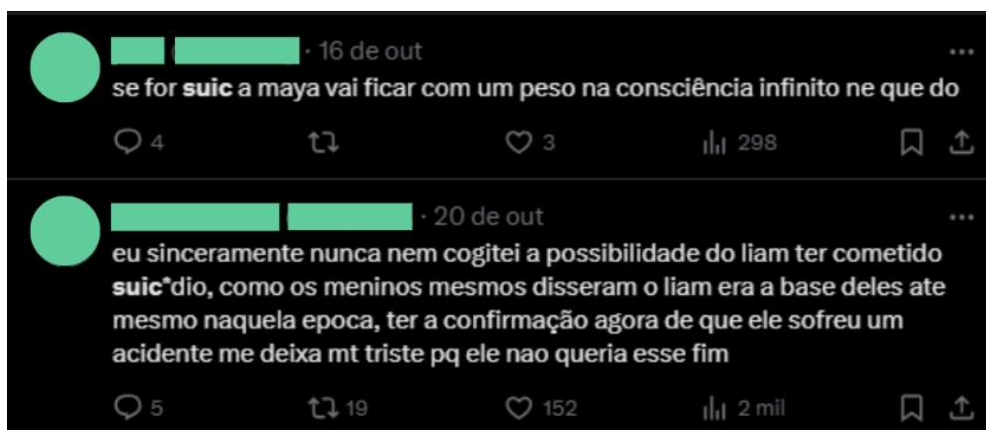 · 16 de out
se for suic a maya vai ficar com um peso na consciência infinito ne que do
4 3 298
· 20 de out
eu sinceramente nunca nem cogitei a possibilidade do liam ter cometido
suic*dio, como os meninos mesmos disseram o liam era a base deles ate
mesmo naquela epoca, ter a confirmação agora de que ele sofreu um
acidente me deixa mt triste pq ele nao queria esse fim
5 19 152 2 mil